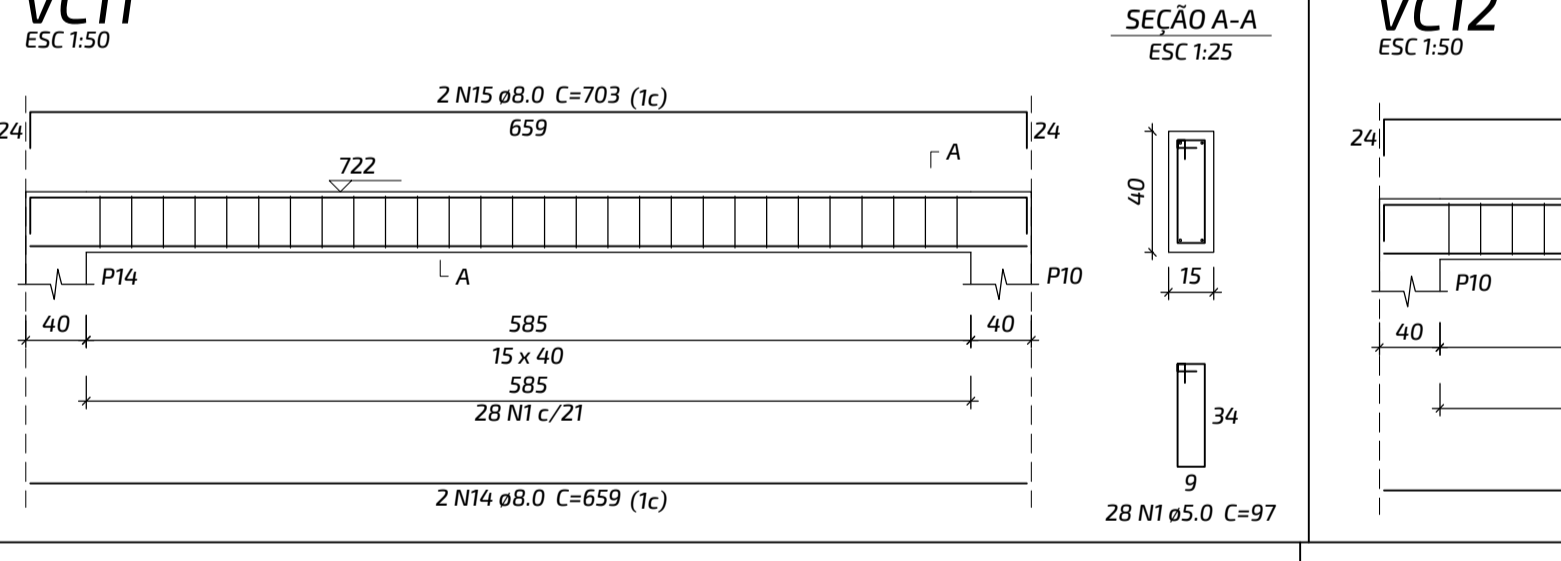 VC11
ESC 1:50
2 N15 ø8.0 C=703 (1c)
24
659
24
722
A
A
P14
P10
40
585
40
15 x 40
585
28 N1 c/21
2 N14 ø8.0 C=659 (1c)
SEÇÃO A-A
ESC 1:25
40
15
34
9
28 N1 ø5.0 C=97
VC12
ESC 1:50
24
P10
40